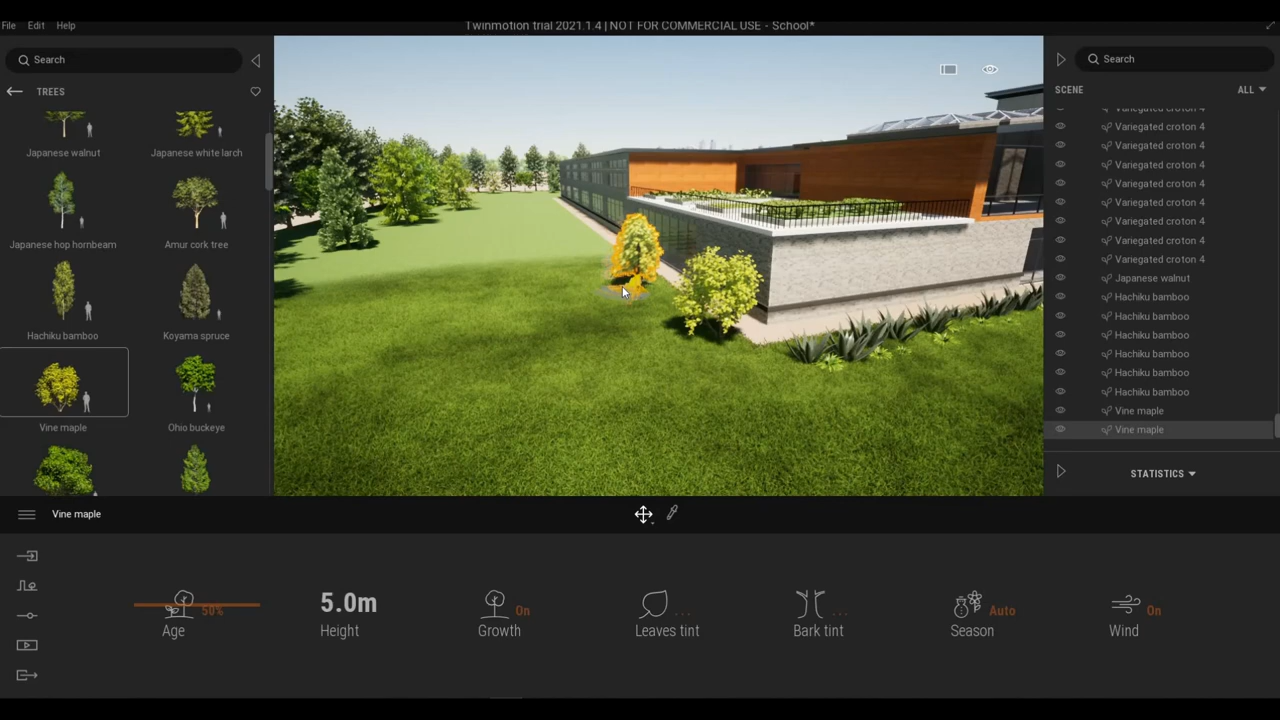 File Edit Help
Twinmotion trial 2021.1.4 | NOT FOR COMMERCIAL USE - School*
Search
TREES
Japanese walnut
Japanese white larch
Japanese hop hornbeam
Amur cork tree
Hachiku bamboo
Koyama spruce
Vine maple
Ohio buckeye
Search
SCENE
ALL
Variegated croton 4
Variegated croton 4
Variegated croton 4
Variegated croton 4
Variegated croton 4
Variegated croton 4
Variegated croton 4
Variegated croton 4
Variegated croton 4
Japanese walnut
Hachiku bamboo
Hachiku bamboo
Hachiku bamboo
Hachiku bamboo
Hachiku bamboo
Hachiku bamboo
Vine maple
Vine maple
STATISTICS
Vine maple
50%
Age
5.0m
Height
On
Growth
...
Leaves tint
...
Bark tint
Auto
Season
On
Wind